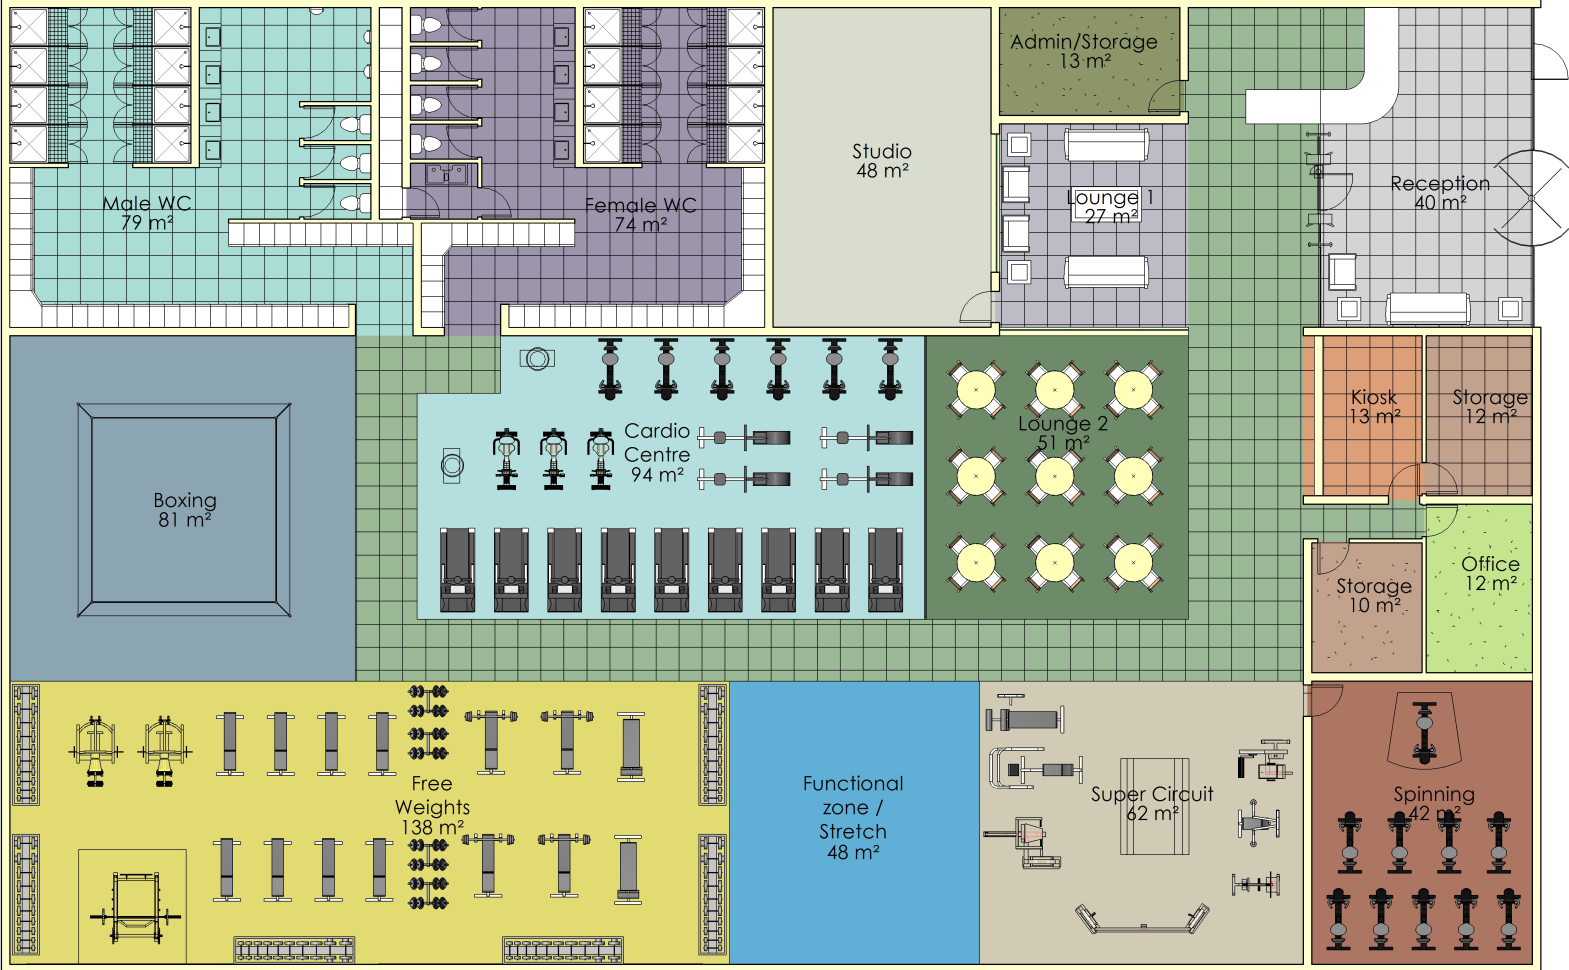 Admin/Storage
13 m²
Studio
48 m²
Male WC
79 m²
Female WC
74 m²
Lounge 1
27 m²
Reception
40 m²
Kiosk
13 m²
Storage
12 m²
Cardio
Centre
94 m²
Lounge 2
51 m²
Boxing
81 m²
Office
12 m²
Storage
10 m²
Free
Weights
138 m²
Functional
zone /
Stretch
48 m²
Super Circuit
62 m²
Spinning
42 m²